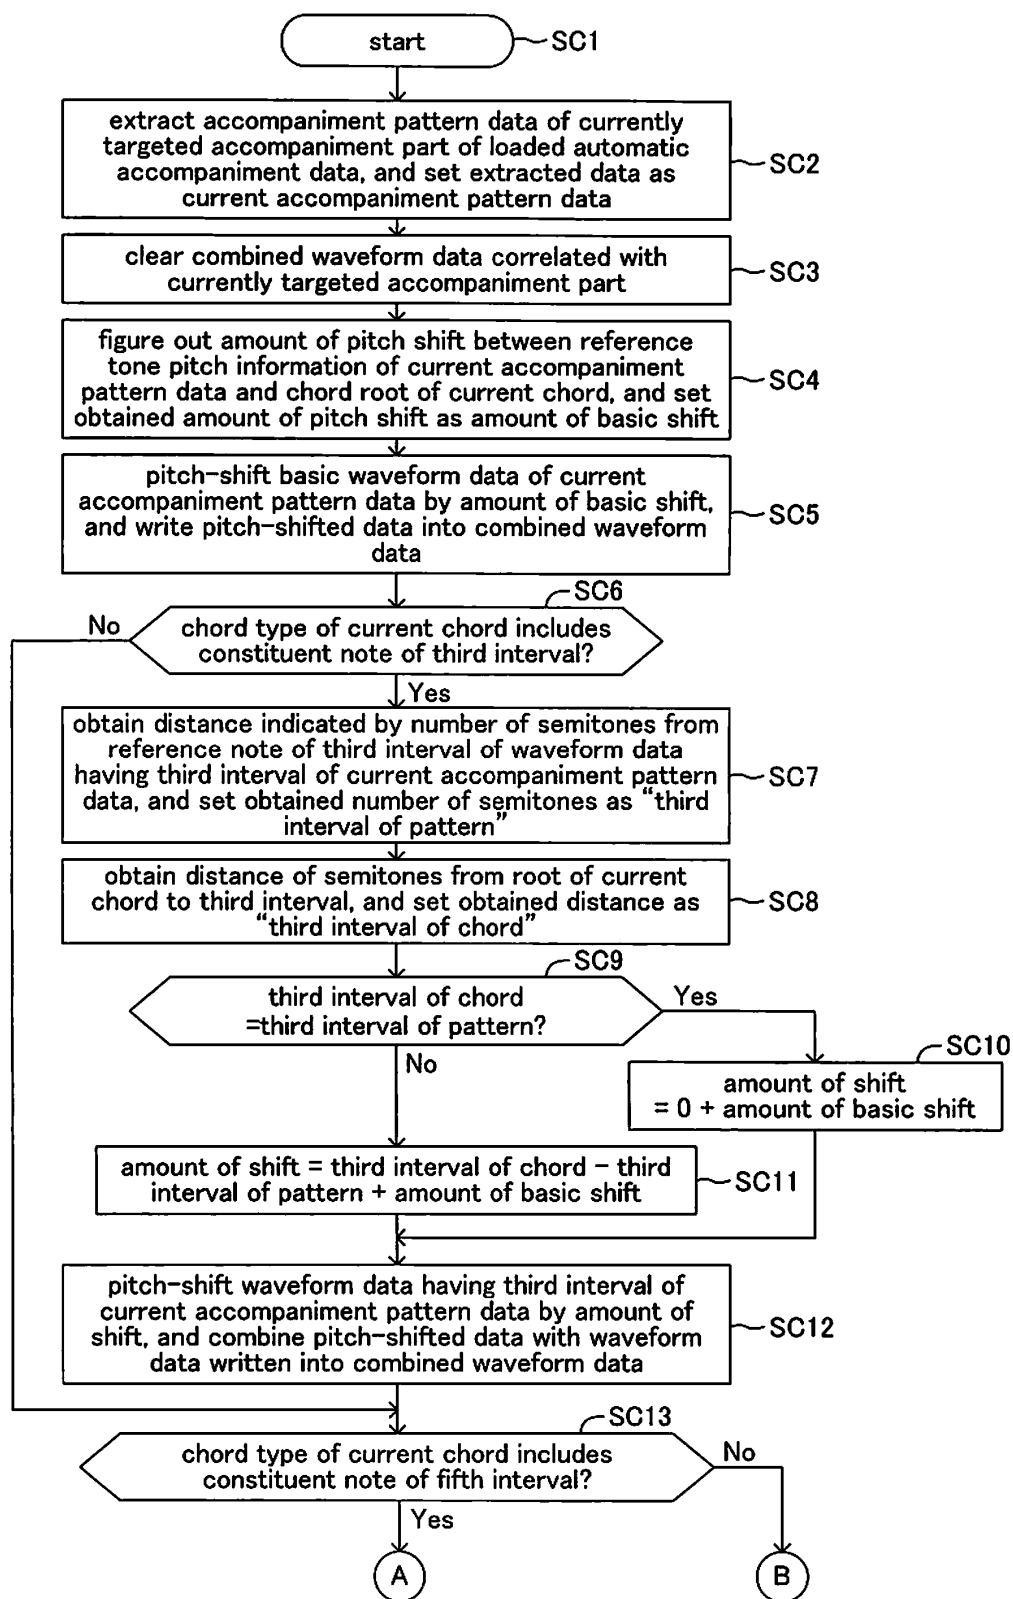 start
SC1
extract accompaniment pattern data of currently
targeted accompaniment part of loaded automatic
accompaniment data, and set extracted data as
current accompaniment pattern data
SC2
clear combined waveform data correlated with
currently targeted accompaniment part
SC3
figure out amount of pitch shift between reference
tone pitch information of current accompaniment
pattern data and chord root of current chord, and set
obtained amount of pitch shift as amount of basic shift
SC4
pitch-shift basic waveform data of current
accompaniment pattern data by amount of basic shift,
and write pitch-shifted data into combined waveform
data
SC5
SC6
No
chord type of current chord includes
constituent note of third interval?
Yes
obtain distance indicated by number of semitones from
reference note of third interval of waveform data
having third interval of current accompaniment pattern
data, and set obtained number of semitones as “third
interval of pattern”
SC7
obtain distance of semitones from root of current
chord to third interval, and set obtained distance as
“third interval of chord”
SC8
SC9
third interval of chord
=third interval of pattern?
Yes
No
SC10
amount of shift
= 0 + amount of basic shift
amount of shift = third interval of chord - third
interval of pattern + amount of basic shift
SC11
pitch-shift waveform data having third interval of
current accompaniment pattern data by amount of
shift, and combine pitch-shifted data with waveform
data written into combined waveform data
SC12
SC13
chord type of current chord includes
constituent note of fifth interval?
No
Yes
A
B